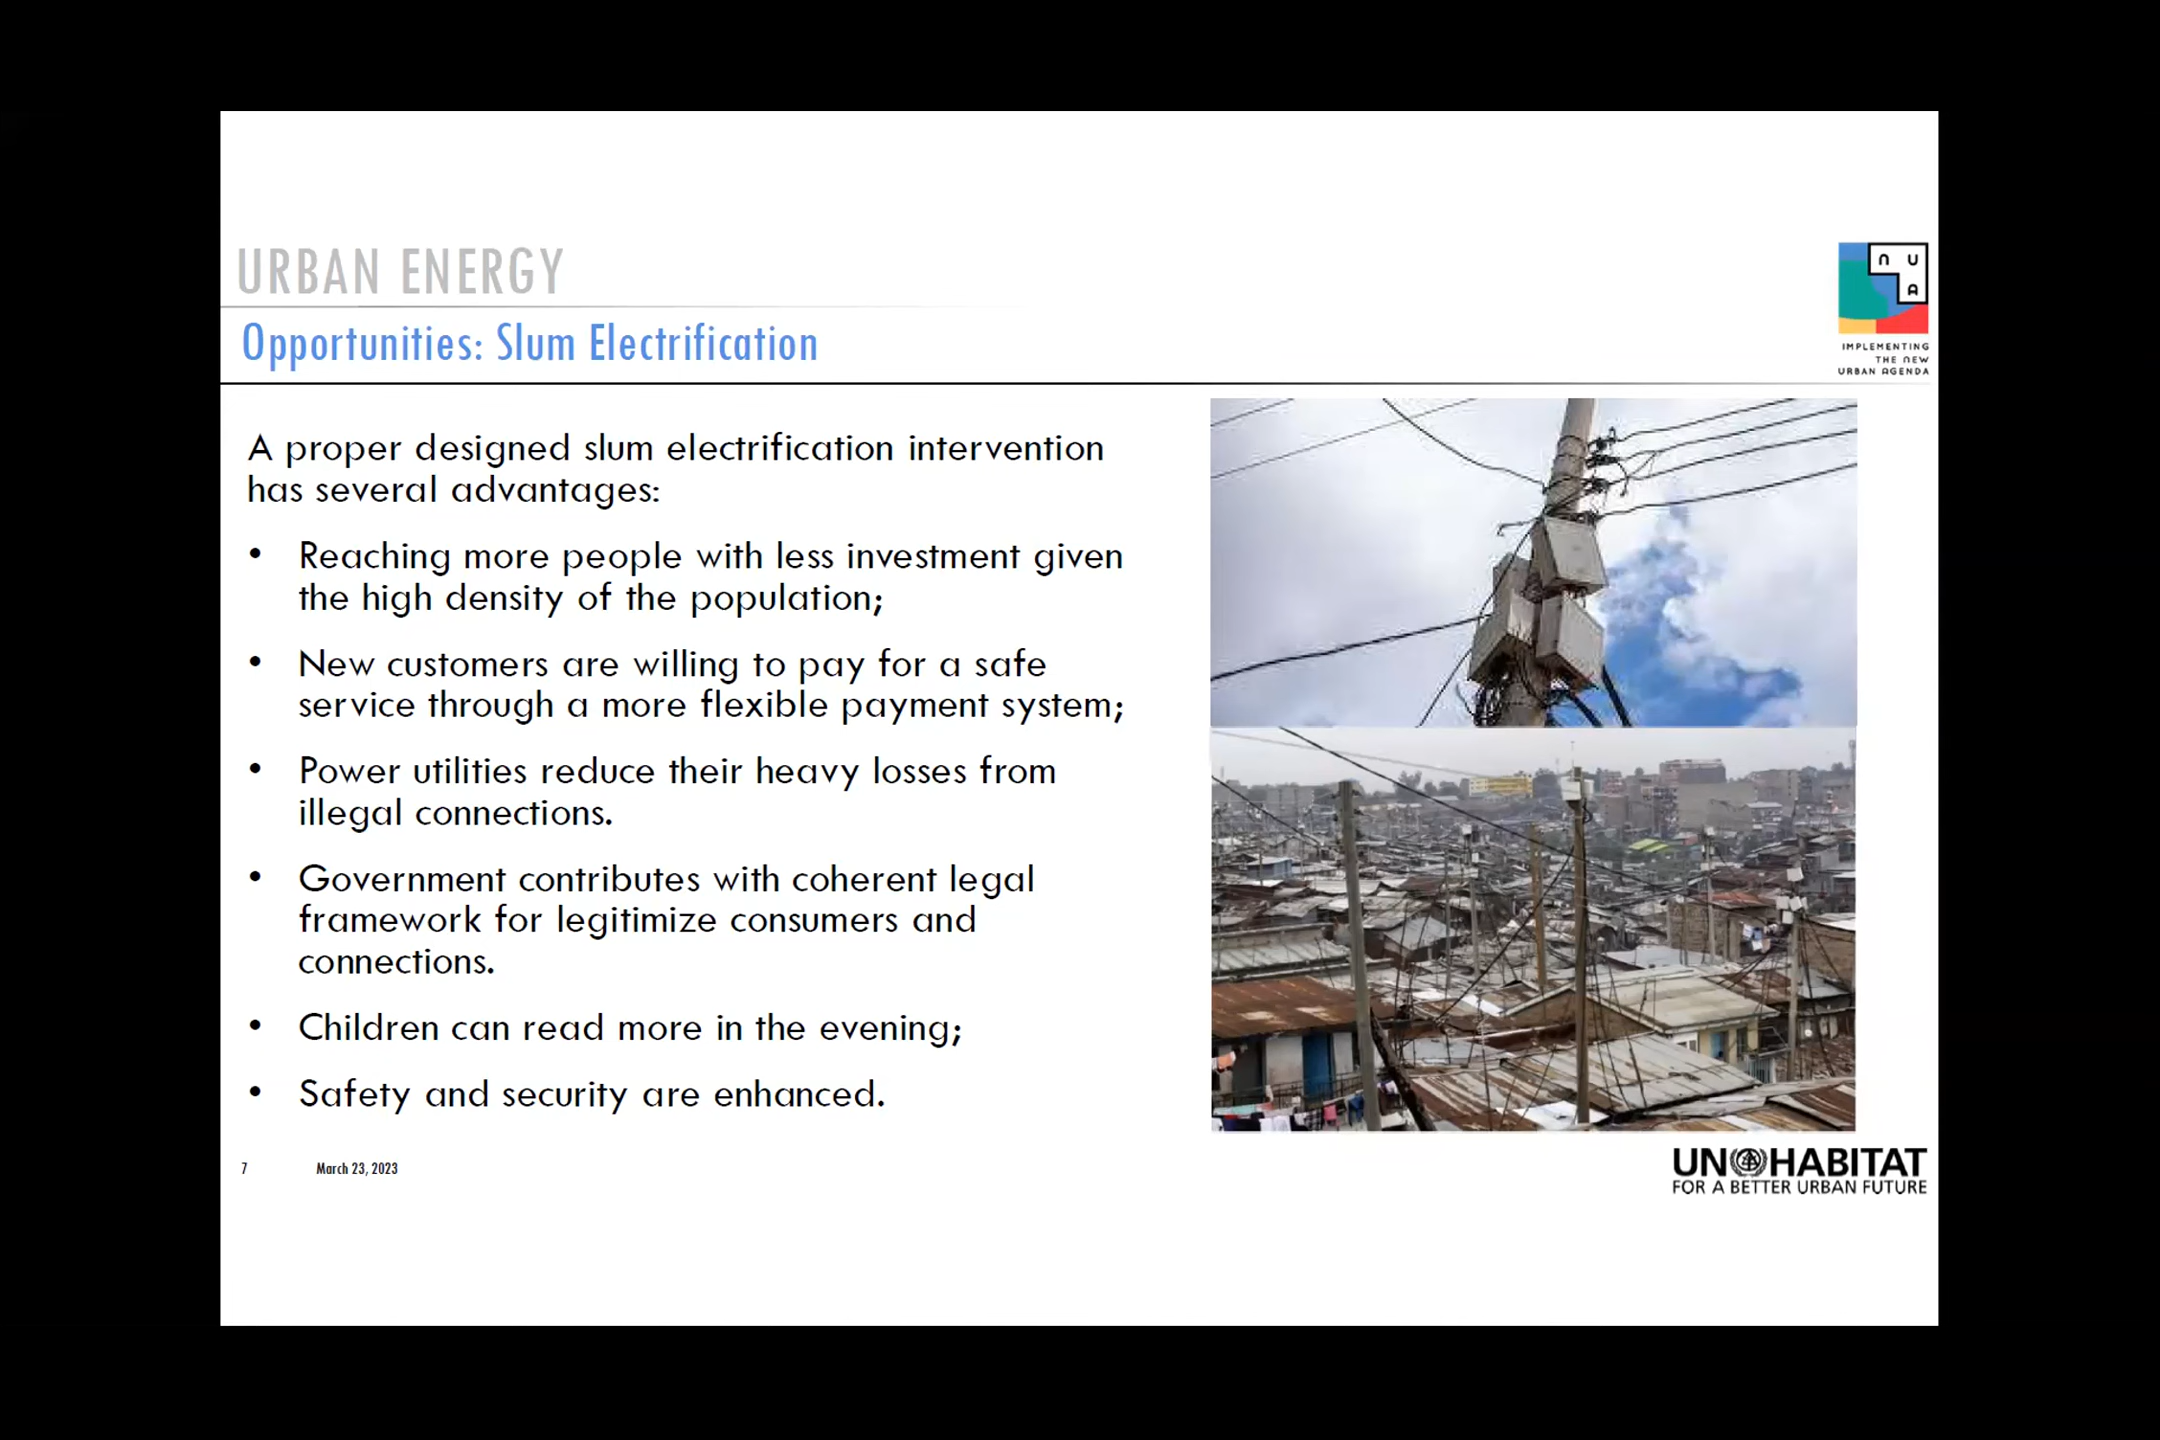 URBAN ENERGY
Opportunities: Slum Electrification
N U
A
IMPLEMENTING
THE NEW
URBAN AGENDA
A proper designed slum electrification intervention
has several advantages:
• Reaching more people with less investment given
the high density of the population;
• New customers are willing to pay for a safe
service through a more flexible payment system;
• Power utilities reduce their heavy losses from
illegal connections.
• Government contributes with coherent legal
framework for legitimize consumers and
connections.
• Children can read more in the evening;
• Safety and security are enhanced.
7 March 23, 2023
UN HABITAT
FOR A BETTER URBAN FUTURE